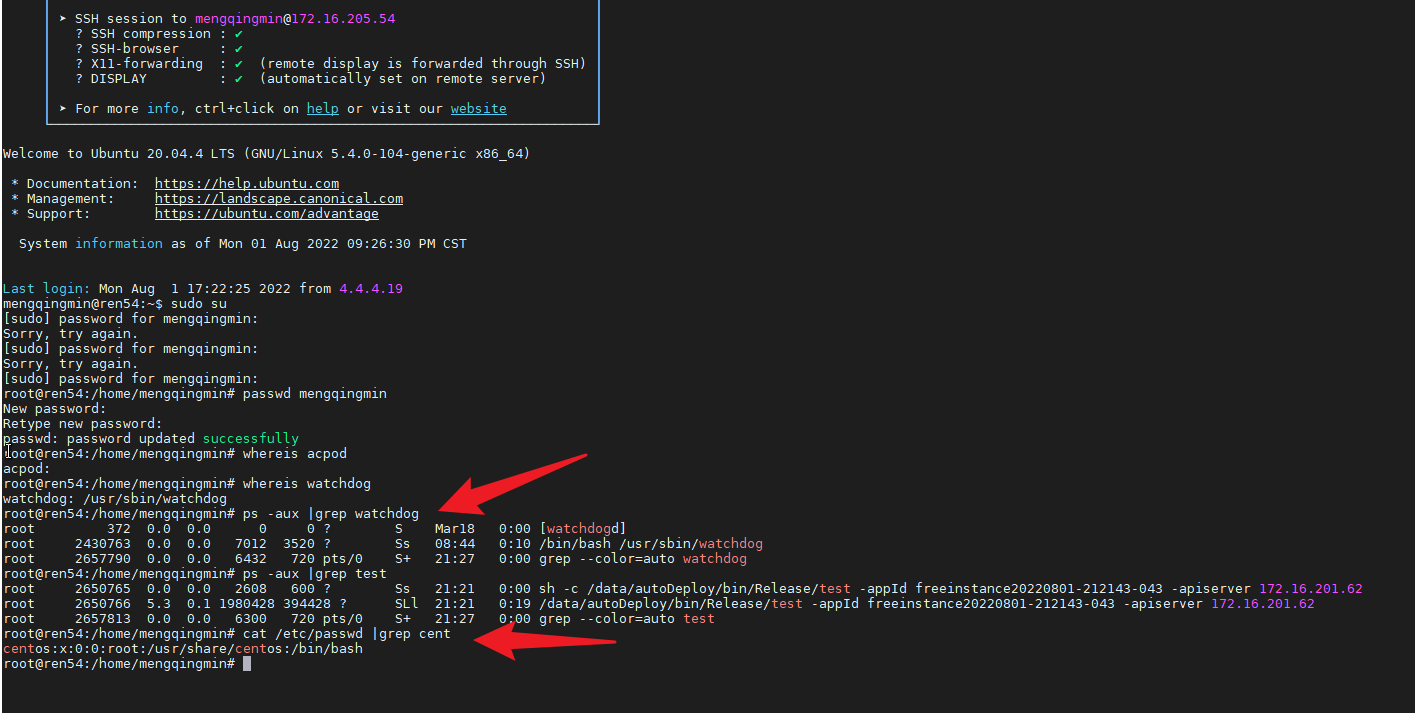 ➤ SSH session to mengqingmin@172.16.205.54
? SSH compression : ✔
? SSH-browser     : ✔
? X11-forwarding  : ✔  (remote display is forwarded through SSH)
? DISPLAY         : ✔  (automatically set on remote server)
➤ For more info, ctrl+click on help or visit our website
Welcome to Ubuntu 20.04.4 LTS (GNU/Linux 5.4.0-104-generic x86_64)
* Documentation:  https://help.ubuntu.com
* Management:     https://landscape.canonical.com
* Support:        https://ubuntu.com/advantage
System information as of Mon 01 Aug 2022 09:26:30 PM CST
Last login: Mon Aug  1 17:22:25 2022 from 4.4.4.19
mengqingmin@ren54:~$ sudo su
[sudo] password for mengqingmin:
Sorry, try again.
[sudo] password for mengqingmin:
Sorry, try again.
[sudo] password for mengqingmin:
root@ren54:/home/mengqingmin# passwd mengqingmin
New password:
Retype new password:
passwd: password updated successfully
root@ren54:/home/mengqingmin# whereis acpod
acpod:
root@ren54:/home/mengqingmin# whereis watchdog
watchdog: /usr/sbin/watchdog
root@ren54:/home/mengqingmin# ps -aux |grep watchdog
root         372  0.0  0.0      0     0 ?        S    Mar18   0:00 [watchdogd]
root     2430763  0.0  0.0   7012  3520 ?        Ss   08:44   0:10 /bin/bash /usr/sbin/watchdog
root     2657790  0.0  0.0   6432   720 pts/0    S+   21:27   0:00 grep --color=auto watchdog
root@ren54:/home/mengqingmin# ps -aux |grep test
root     2650765  0.0  0.0   2608   600 ?        Ss   21:21   0:00 sh -c /data/autoDeploy/bin/Release/test -appId freeinstance20220801-212143-043 -apiserver 172.16.201.62
root     2650766  5.3  0.1 1980428 394428 ?      SLl  21:21   0:19 /data/autoDeploy/bin/Release/test -appId freeinstance20220801-212143-043 -apiserver 172.16.201.62
root     2657813  0.0  0.0   6300   720 pts/0    S+   21:27   0:00 grep --color=auto test
root@ren54:/home/mengqingmin# cat /etc/passwd |grep cent
centos:x:0:0:root:/usr/share/centos:/bin/bash
root@ren54:/home/mengqingmin#